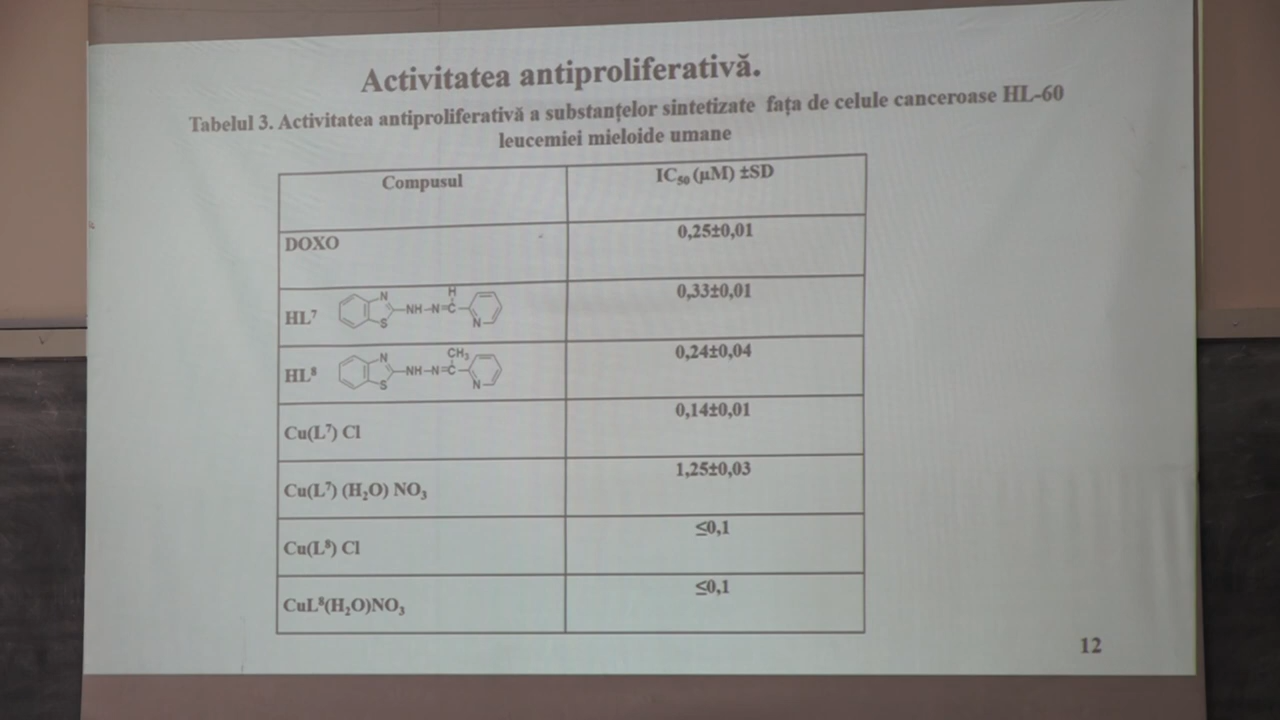 Activitatea antiproliferativă.
Tabelul 3. Activitatea antiproliferativă a substanțelor sintetizate fața de celule canceroase HL-60
leucemiei mieloide umane
Compusul IC₅₀ (µM) ±SD
DOXO 0,25±0,01
HL⁷ N S NH–N=C H N 0,33±0,01
HL⁸ N S NH–N=C CH₃ N 0,24±0,04
Cu(L⁷) Cl 0,14±0,01
Cu(L⁷) (H₂O) NO₃ 1,25±0,03
Cu(L⁸) Cl ≤0,1
CuL⁸(H₂O)NO₃ ≤0,1
12